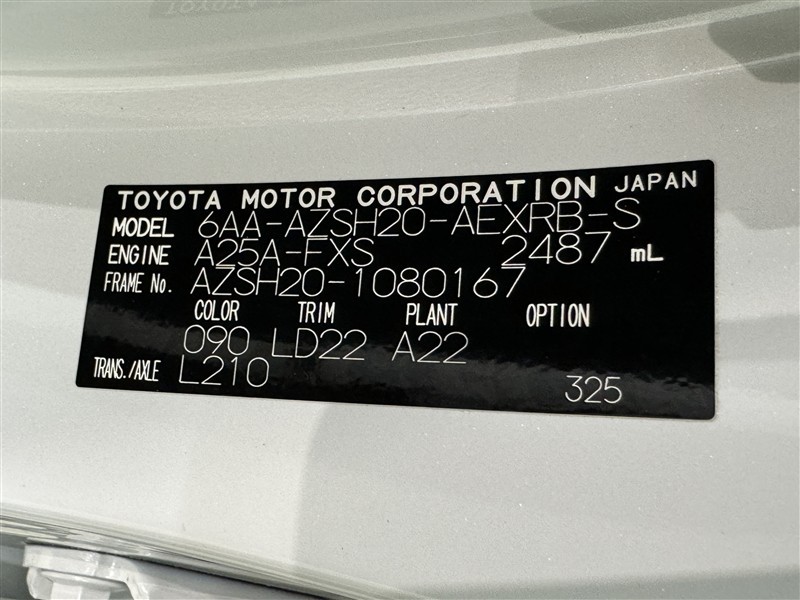 TOYOTA MOTOR CORPORATION JAPAN
MODEL 6AA-AZSH20-AEXRB-S
ENGINE A25A-FXS 2487 mL
FRAME No. AZSH20-1080167
COLOR TRIM PLANT OPTION
090 LD22 A22
TRANS./AXLE L210
325